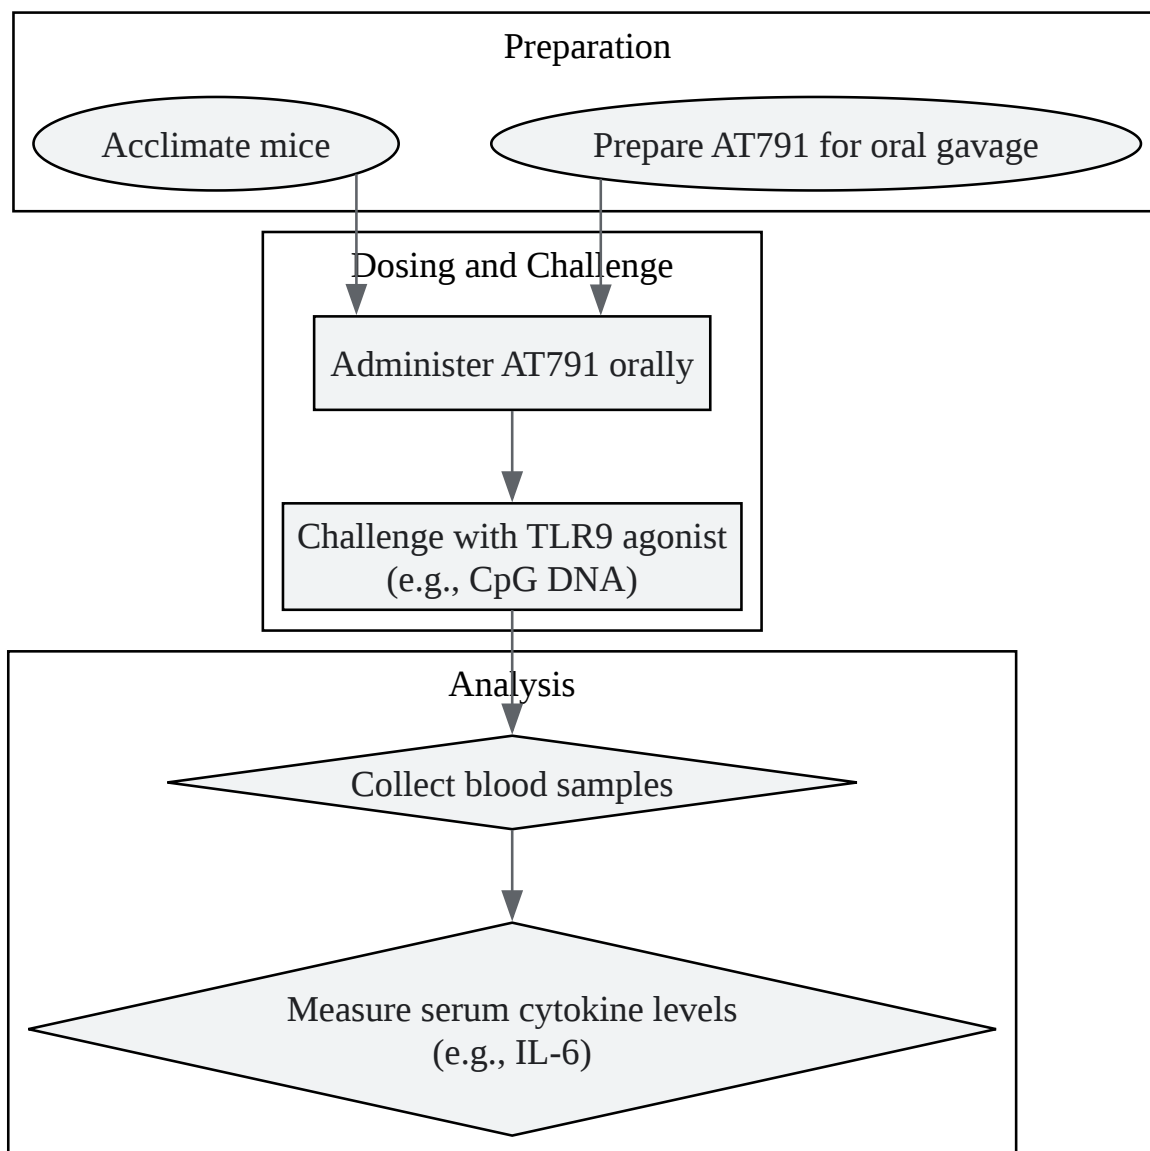 Preparation
Acclimate mice
Prepare AT791 for oral gavage
Dosing and Challenge
Administer AT791 orally
Challenge with TLR9 agonist
(e.g., CpG DNA)
Analysis
Collect blood samples
Measure serum cytokine levels
(e.g., IL-6)